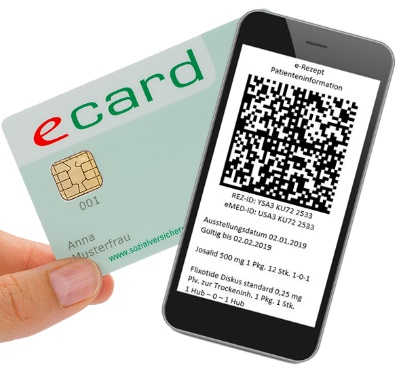 ecard
001
Anna
Musterfrau
www.sozialversicher
e-Rezept
Patienteninformation
REZ-ID: YSA3 KU72 2533
eMED-ID: USA3 KU72 2533
Ausstellungsdatum 02.01.2019
Gültig bis 02.02.2019
Josalid 500 mg 1 Pkg. 12 Stk. 1-0-1
Flixotide Diskus standard 0,25 mg
Plv. zur Trockeninh. 1 Pkg. 1 Stk.
1 Hub – 0 – 1 Hub